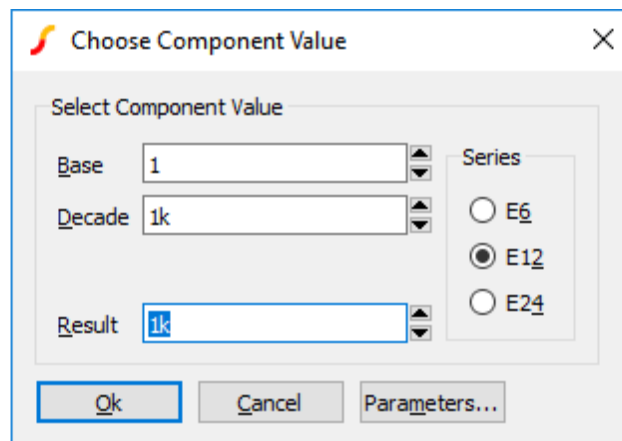 Choose Component Value
Select Component Value
Base 1
Decade 1k
Result 1k
Series
E6
E12
E24
Ok Cancel Parameters...